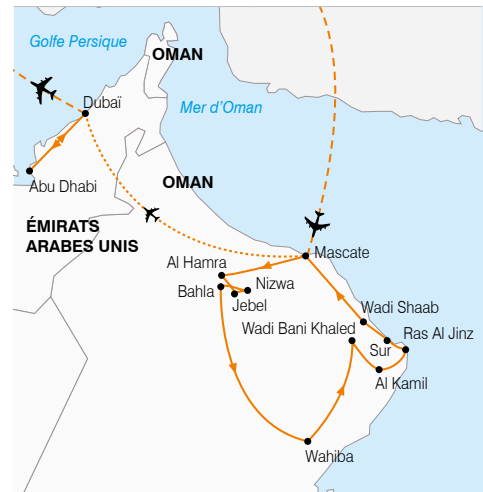 Golfe Persique
OMAN
Dubaï
Mer d'Oman
Abu Dhabi
OMAN
ÉMIRATS
ARABES UNIS
Mascate
Al Hamra
Nizwa
Bahla
Jebel
Wadi Shaab
Wadi Bani Khaled
Ras Al Jinz
Sur
Al Kamil
Wahiba